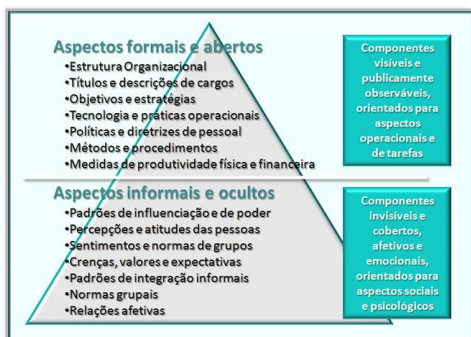 Aspectos formais e abertos
•Estrutura Organizacional
•Títulos e descrições de cargos
•Objetivos e estratégias
•Tecnologia e práticas operacionais
•Políticas e diretrizes de pessoal
•Métodos e procedimentos
•Medidas de produtividade física e financeira
Componentes
visíveis e
publicamente
observáveis,
orientados para
aspectos
operacionais e
de tarefas
Aspectos informais e ocultos
•Padrões de influenciação e de poder
•Percepções e atitudes das pessoas
•Sentimentos e normas de grupos
•Crenças, valores e expectativas
•Padrões de integração informais
•Normas grupais
•Relações afetivas
Componentes
invisíveis e
cobertos,
afetivos e
emocionais,
orientados para
aspectos sociais
e psicológicos